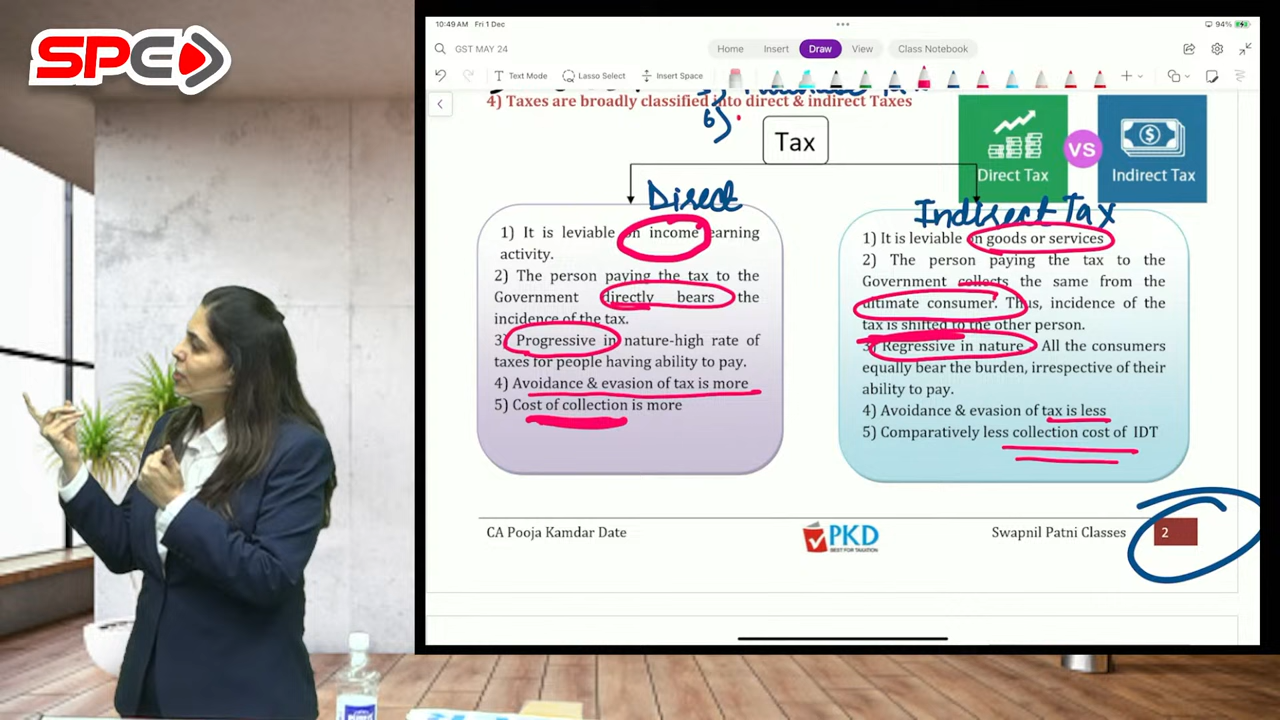 SPED
10:49 AM Fri 1 Dec
94%
GST MAY 24
Home Insert Draw View Class Notebook
Text Mode Lasso Select Insert Space
4) Taxes are broadly classified into direct & indirect Taxes
6)
Tax
Direct Tax
VS
Indirect Tax
Direct
1) It is leviable on income earning
activity.
2) The person paying the tax to the
Government directly bears the
incidence of the tax.
3) Progressive in nature-high rate of
taxes for people having ability to pay.
4) Avoidance & evasion of tax is more
5) Cost of collection is more
Indirect Tax
1) It is leviable on goods or services
2) The person paying the tax to the
Government collects the same from the
ultimate consumer. Thus, incidence of the
tax is shifted to the other person.
3) Regressive in nature. All the consumers
equally bear the burden, irrespective of their
ability to pay.
4) Avoidance & evasion of tax is less
5) Comparatively less collection cost of IDT
CA Pooja Kamdar Date
PKD
BEST FOR TAXATION
Swapnil Patni Classes
2